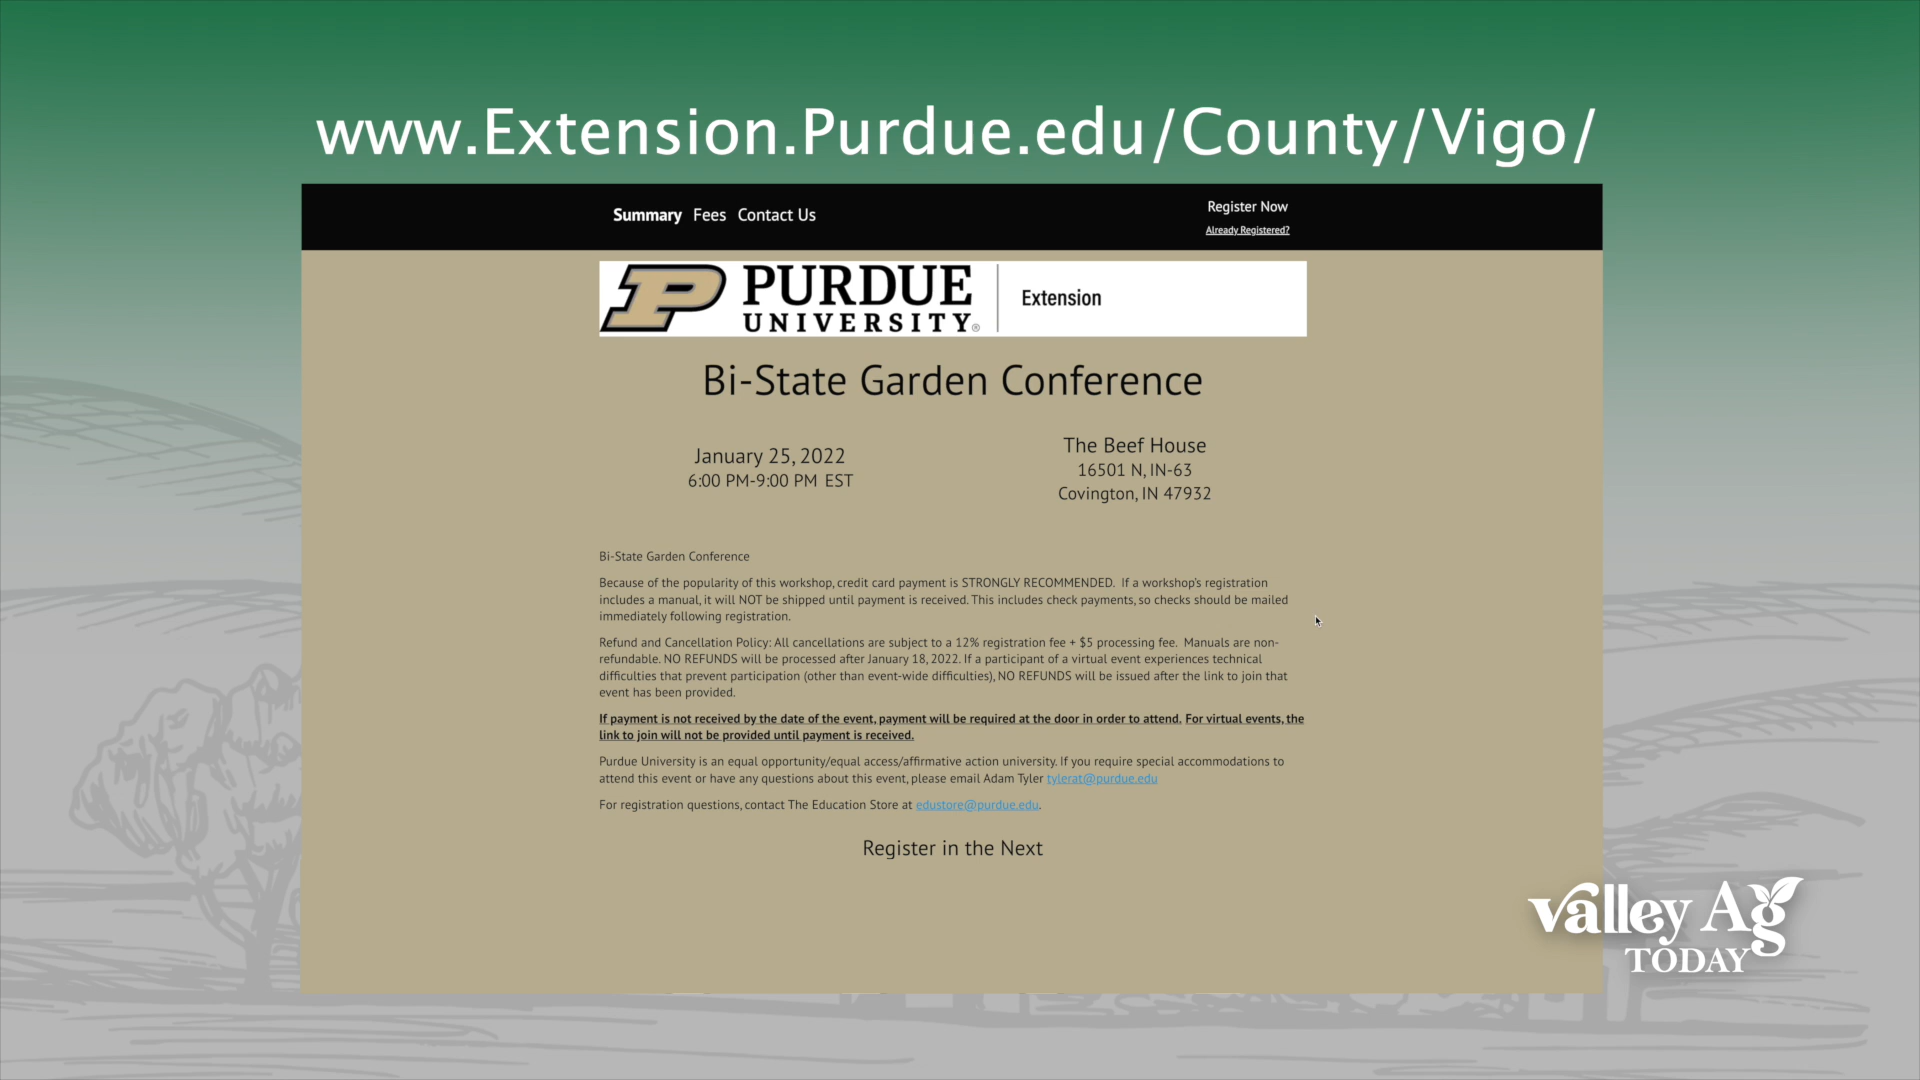 www.Extension.Purdue.edu/County/Vigo/
Summary Fees Contact Us
Register Now
Already Registered?
PURDUE
UNIVERSITY®
Extension
Bi-State Garden Conference
January 25, 2022
6:00 PM-9:00 PM EST
The Beef House
16501 N, IN-63
Covington, IN 47932
Bi-State Garden Conference
Because of the popularity of this workshop, credit card payment is STRONGLY RECOMMENDED. If a workshop's registration
includes a manual, it will NOT be shipped until payment is received. This includes check payments, so checks should be mailed
immediately following registration.
Refund and Cancellation Policy: All cancellations are subject to a 12% registration fee + $5 processing fee. Manuals are non-
refundable. NO REFUNDS will be processed after January 18, 2022. If a participant of a virtual event experiences technical
difficulties that prevent participation (other than event-wide difficulties), NO REFUNDS will be issued after the link to join that
event has been provided.
If payment is not received by the date of the event, payment will be required at the door in order to attend. For virtual events, the
link to join will not be provided until payment is received.
Purdue University is an equal opportunity/equal access/affirmative action university. If you require special accommodations to
attend this event or have any questions about this event, please email Adam Tyler tylerat@purdue.edu
For registration questions, contact The Education Store at edustore@purdue.edu.
Register in the Next
Valley Ag
TODAY